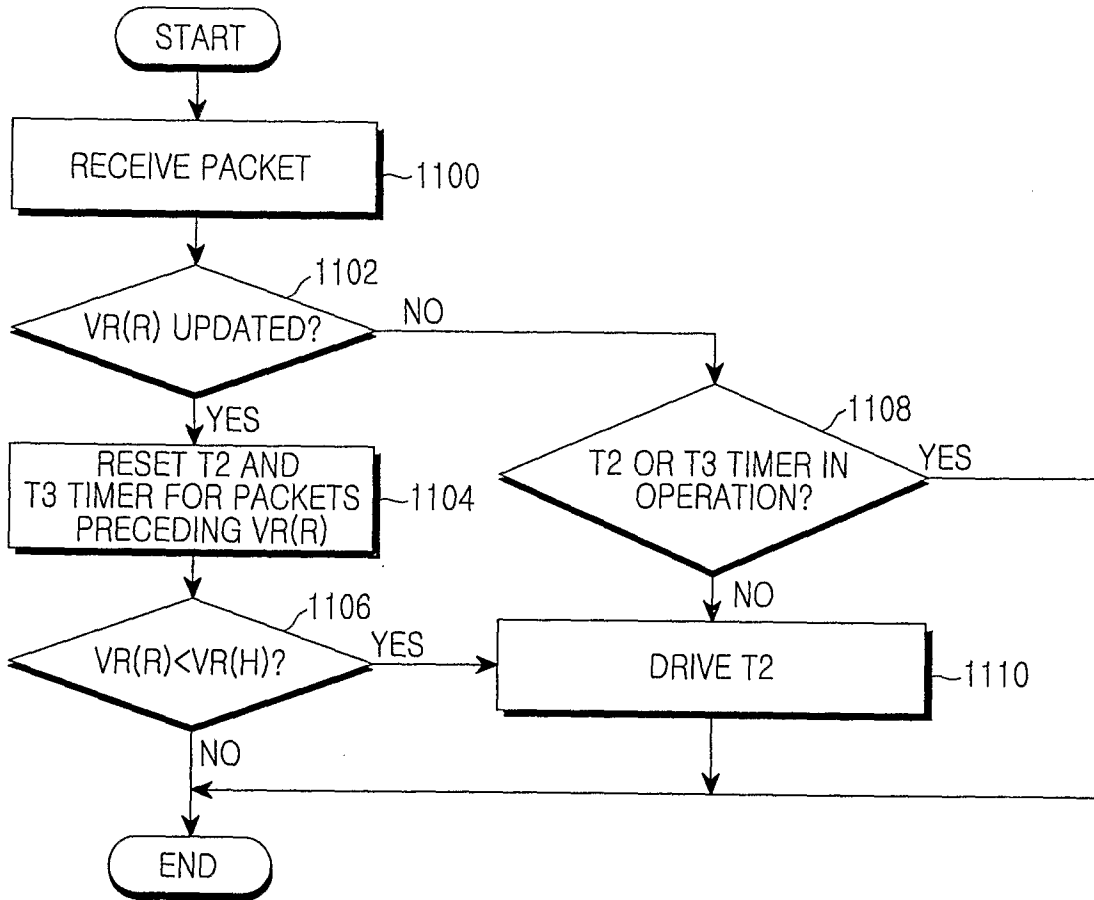 START
RECEIVE PACKET
1100
1102
VR(R) UPDATED?
NO
YES
1108
T2 OR T3 TIMER IN
OPERATION?
YES
RESET T2 AND
T3 TIMER FOR PACKETS
PRECEDING VR(R)
1104
NO
1106
VR(R)<VR(H)?
YES
DRIVE T2
1110
NO
END